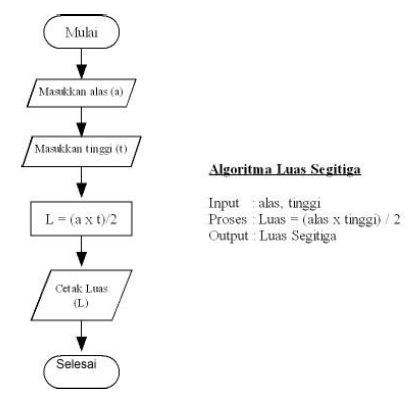 Mulai
Masukkan alas (a)
Masukkan tinggi (t)
L = (a x t)/2
Cetak Luas
(L)
Selesai
Algoritma Luas Segitiga
Input : alas, tinggi
Proses : Luas = (alas x tinggi) / 2
Output : Luas Segitiga